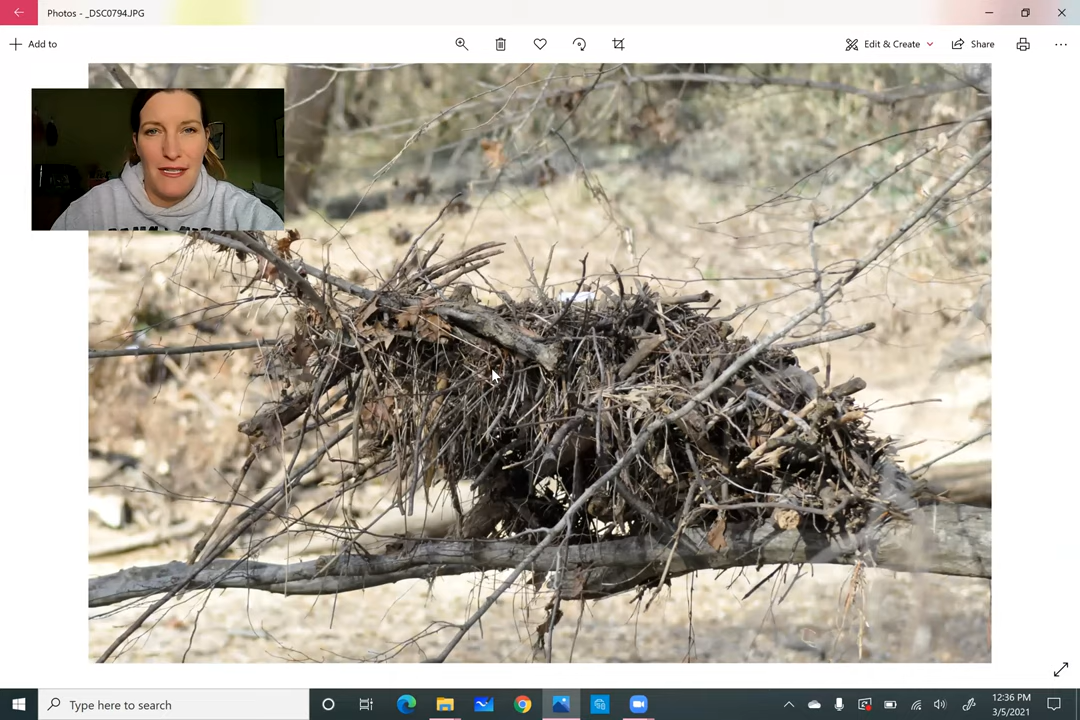 Photos - _DSC0794.JPG
Add to
Edit & Create
Share
Type here to search
12:36 PM
3/5/2021